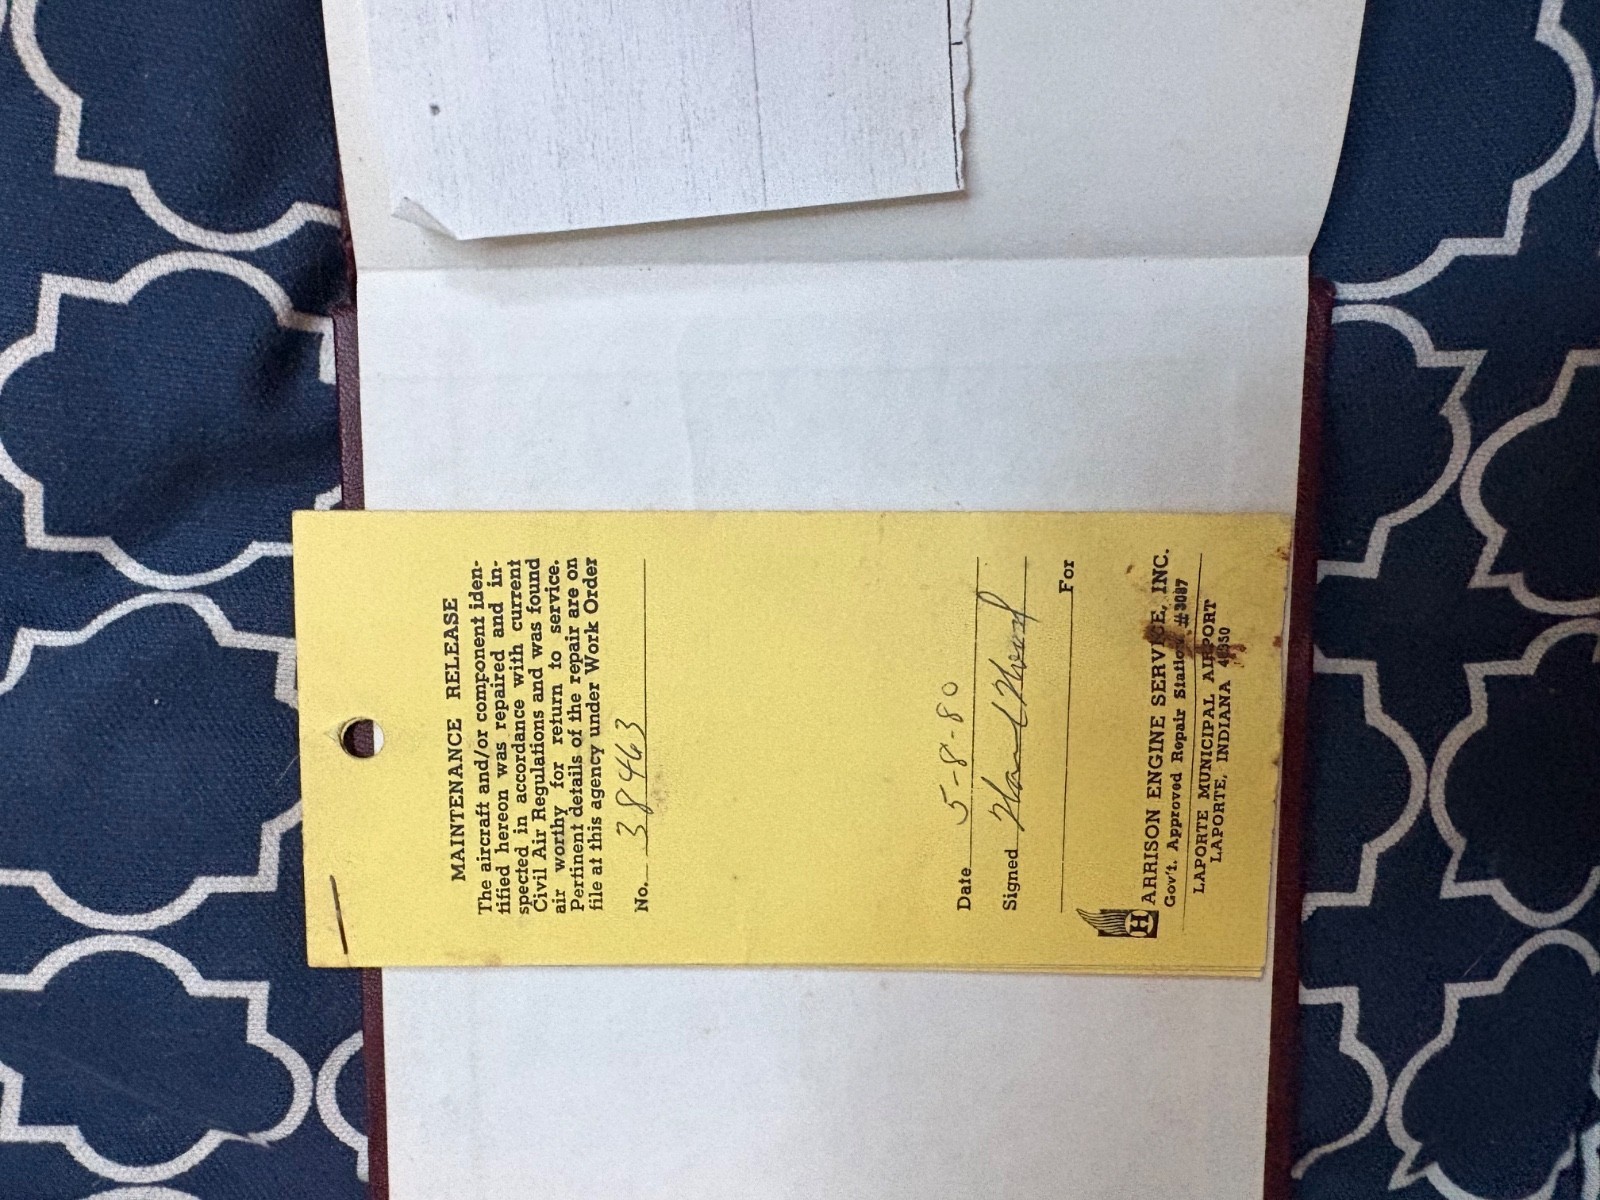 MAINTENANCE RELEASE
The aircraft and/or component iden-
tified hereon was repaired and in-
spected in accordance with current
Civil Air Regulations and was found
air worthy for return to service.
Pertinent details of the repair are on
file at this agency under Work Order
No. 38463
Date 5-8-80
Signed
For
HARRISON ENGINE SERVICE, INC.
Gov't. Approved Repair Station #3087
LAPORTE MUNICIPAL AIRPORT
LAPORTE, INDIANA 46350